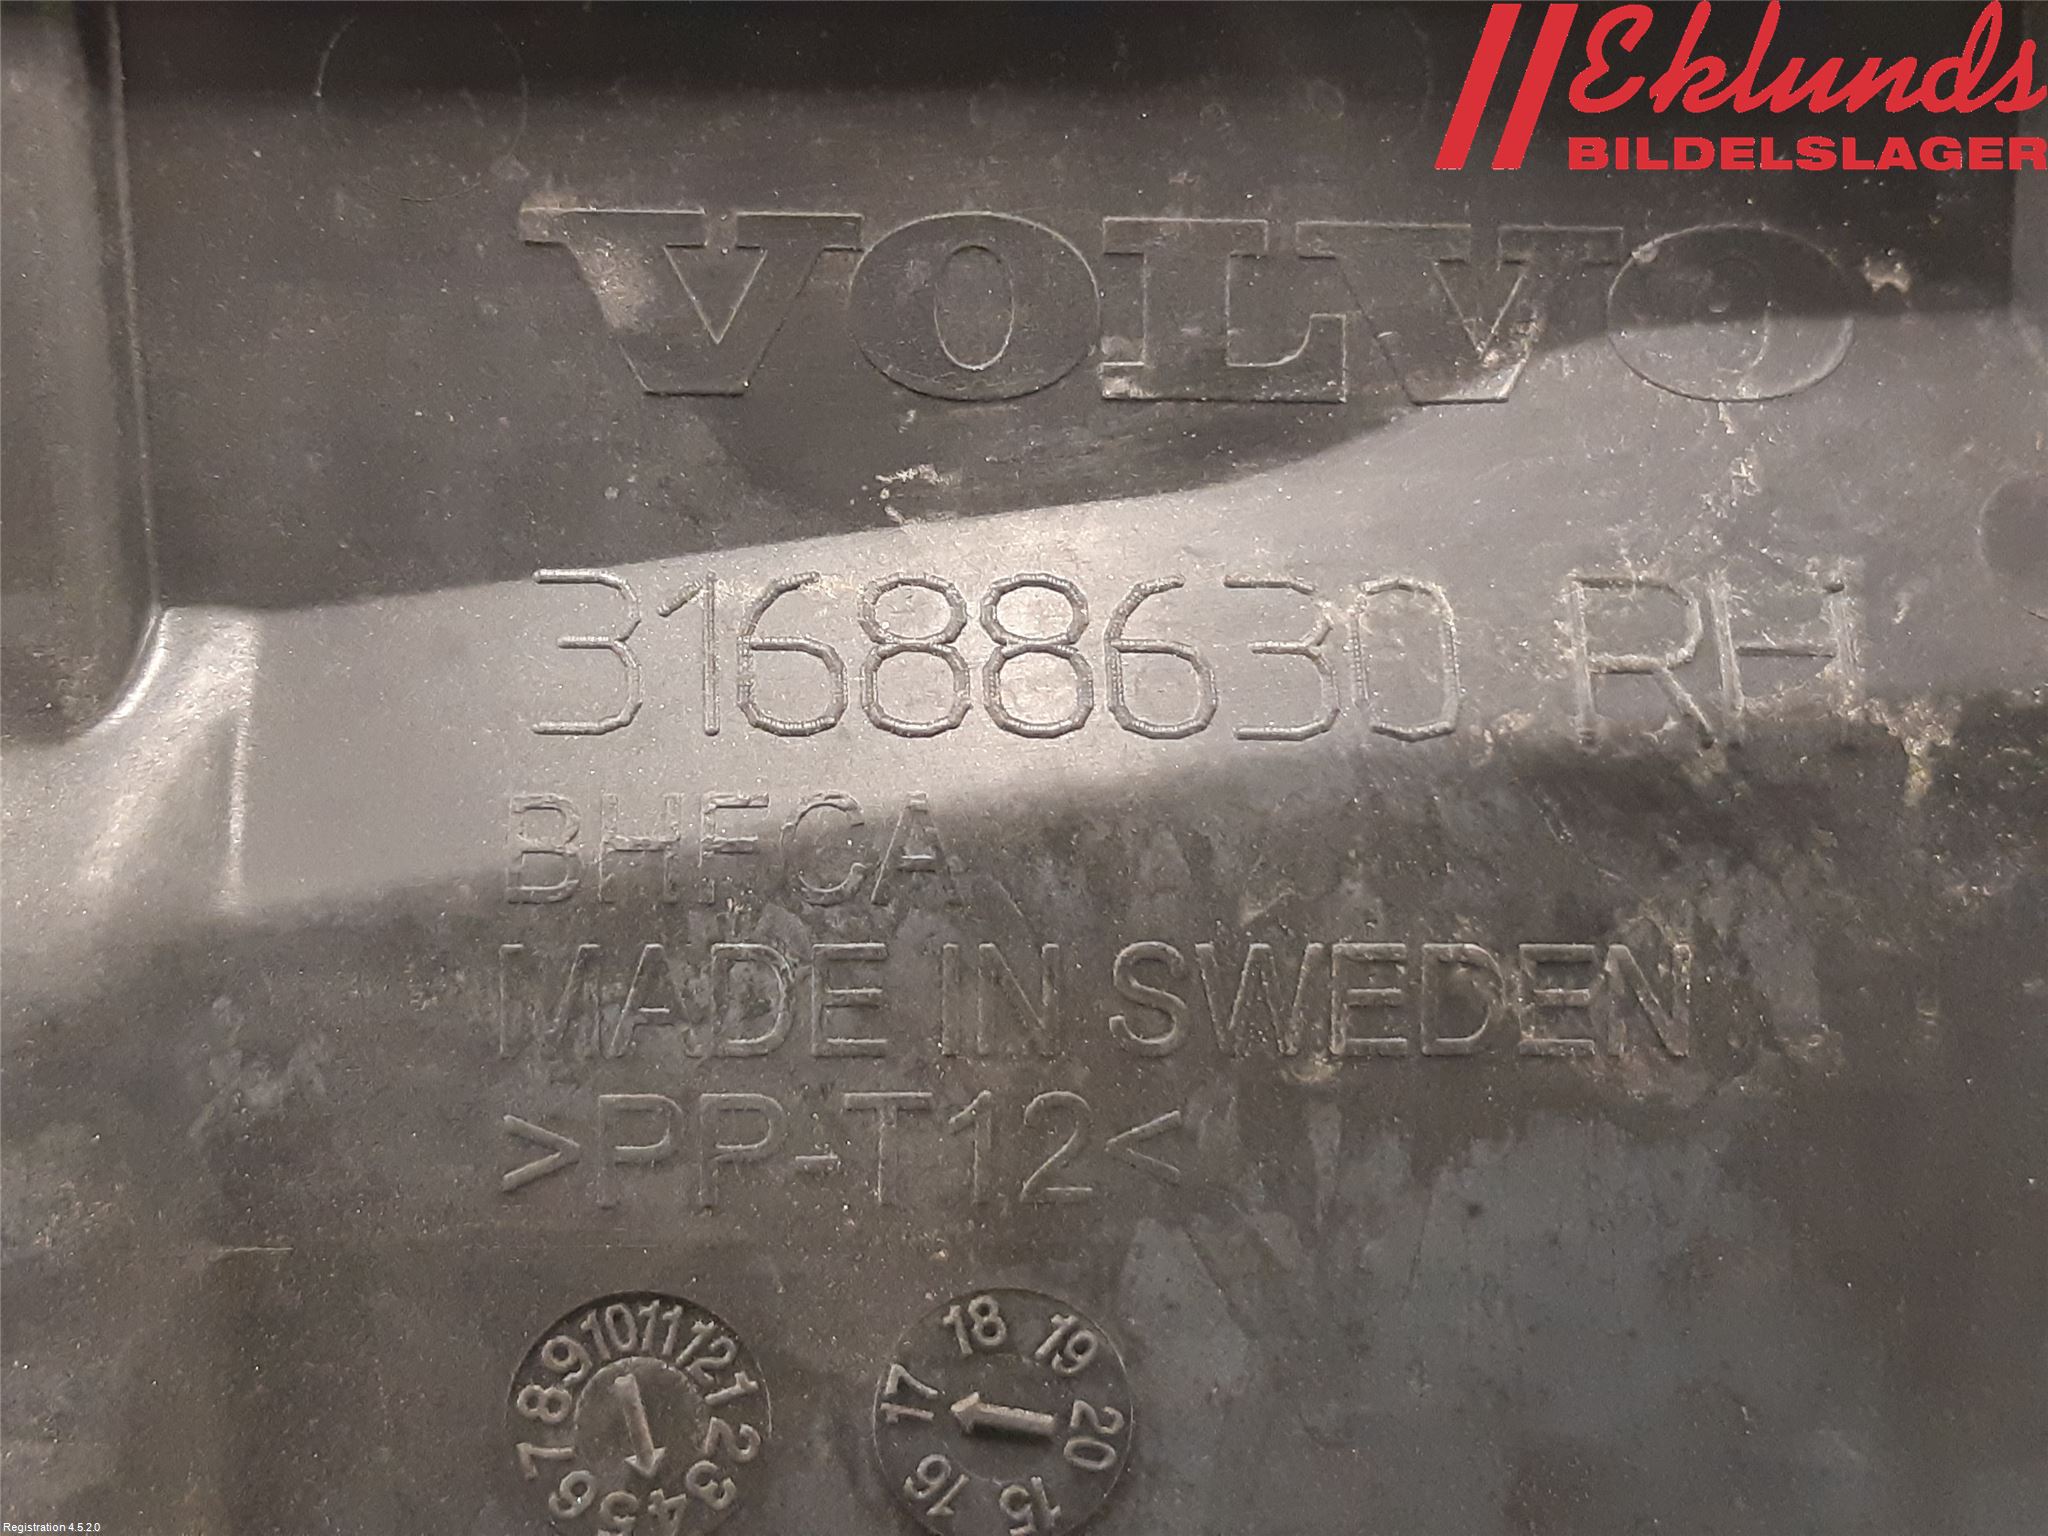 Eklunds
BILDELSLAGER
VOLVO
31688630 RH
BHFCA
MADE IN SWEDEN
>PP-T12<
1 2 3 4 5 6 7 8 9 10 11 12
15 16 17 18 19 20
Registration 4.5.2.0